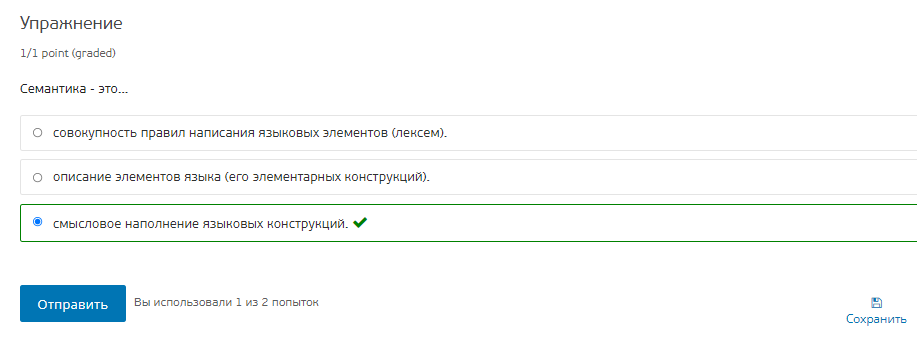 Упражнение
1/1 point (graded)
Семантика - это...
совокупность правил написания языковых элементов (лексем).
описание элементов языка (его элементарных конструкций).
смысловое наполнение языковых конструкций.
Отправить
Вы использовали 1 из 2 попыток
Сохранить